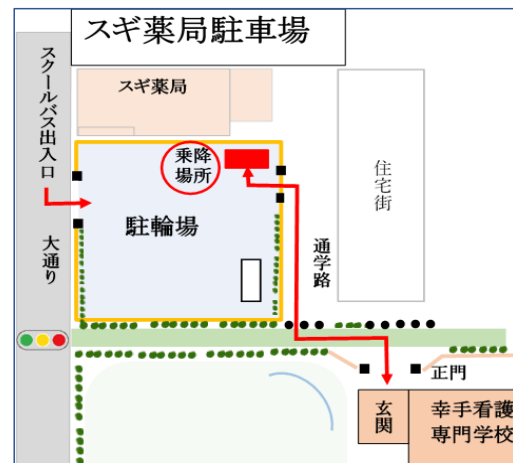 スギ薬局駐車場
スクールバス出入口
スギ薬局
乗降
場所
住宅街
駐輪場
大通り
通学路
正門
玄関
幸手看護
専門学校